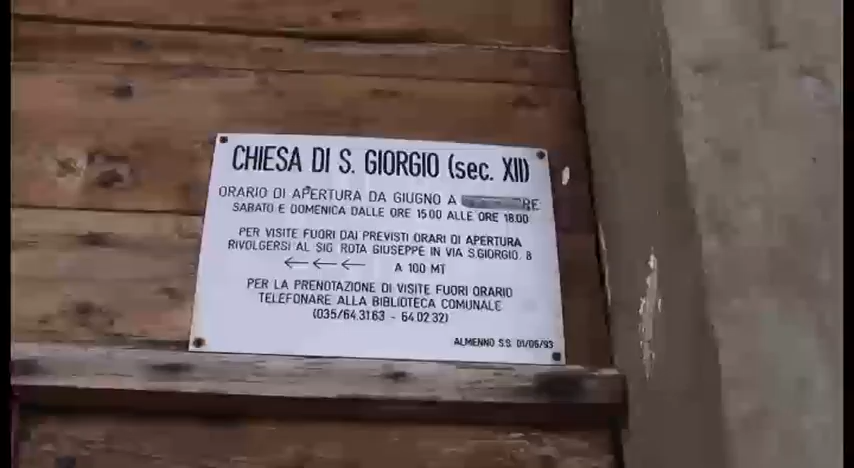 CHIESA DI S. GIORGIO (sec. XII)
ORARIO DI APERTURA DA GIUGNO A
SABATO E DOMENICA DALLE ORE 15.00 ALLE ORE 18.00
PER VISITE FUORI DAI PREVISTI ORARI DI APERTURA
RIVOLGERSI AL SIG. ROTA GIUSEPPE IN VIA S.GIORGIO, 8
A 100 MT
PER LA PRENOTAZIONE DI VISITE FUORI ORARIO
TELEFONARE ALLA BIBLIOTECA COMUNALE
(035/64.31.63 - 64.02.32)
ALMENNO S.S. 01/06/93